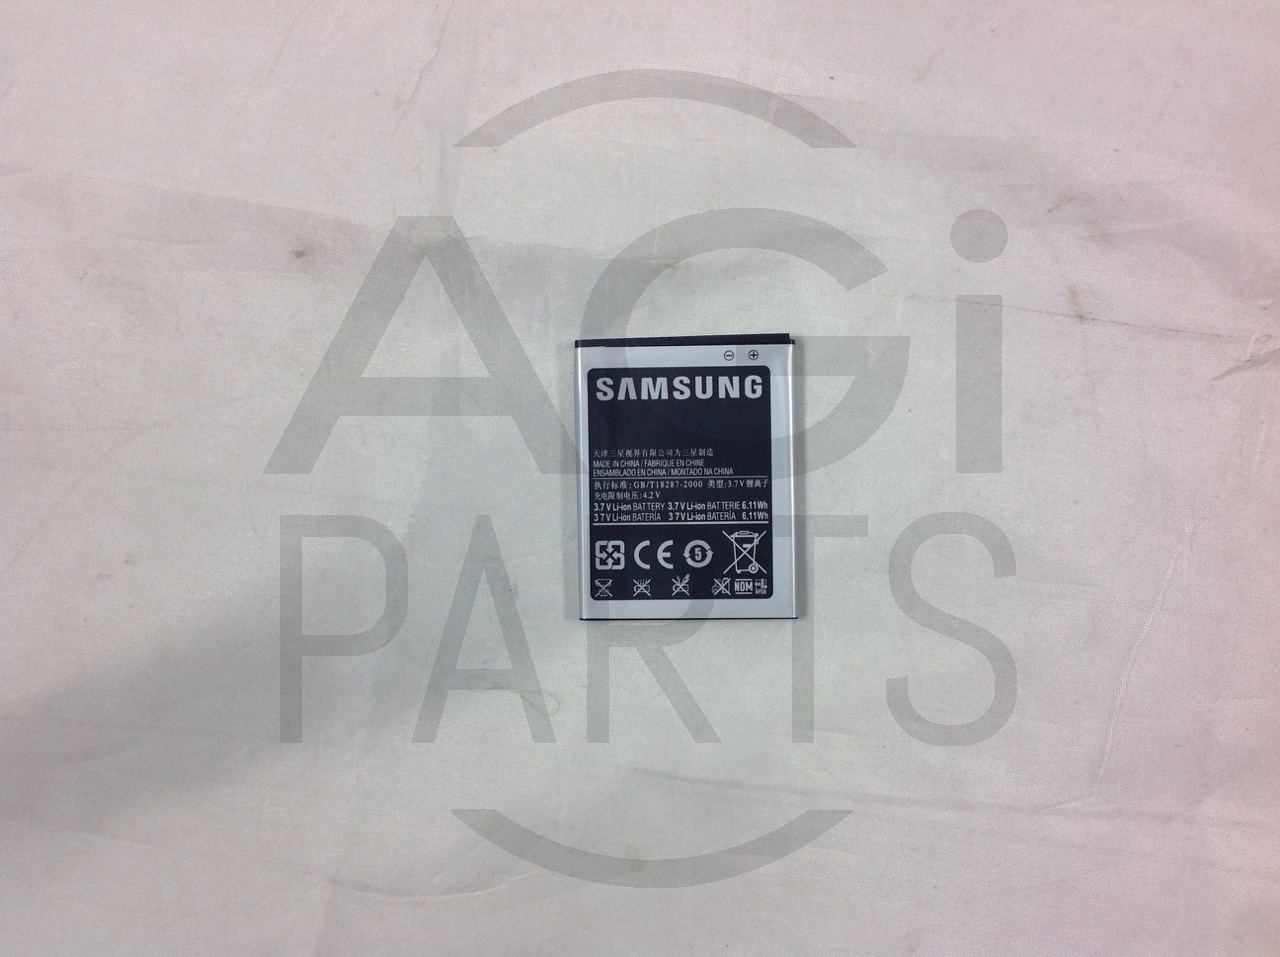 AGi
PARTS
SAMSUNG
天津三星视界有限公司为三星制造
MADE IN CHINA / FABRIQUE EN CHINE
ENSAMBLADO EN CHINA / MONTADO NA CHINA
执行标准: GB/T18287-2000 类型: 3.7V 锂离子
充电限制电压: 4.2V
3.7 V Li-ion BATTERY 3.7 V Li-ion BATTERIE 6.11Wh
3 7 V Li-ion BATERÍA 3 7 V Li-ion BATERIA 6,11Wh
CE 5
NOM